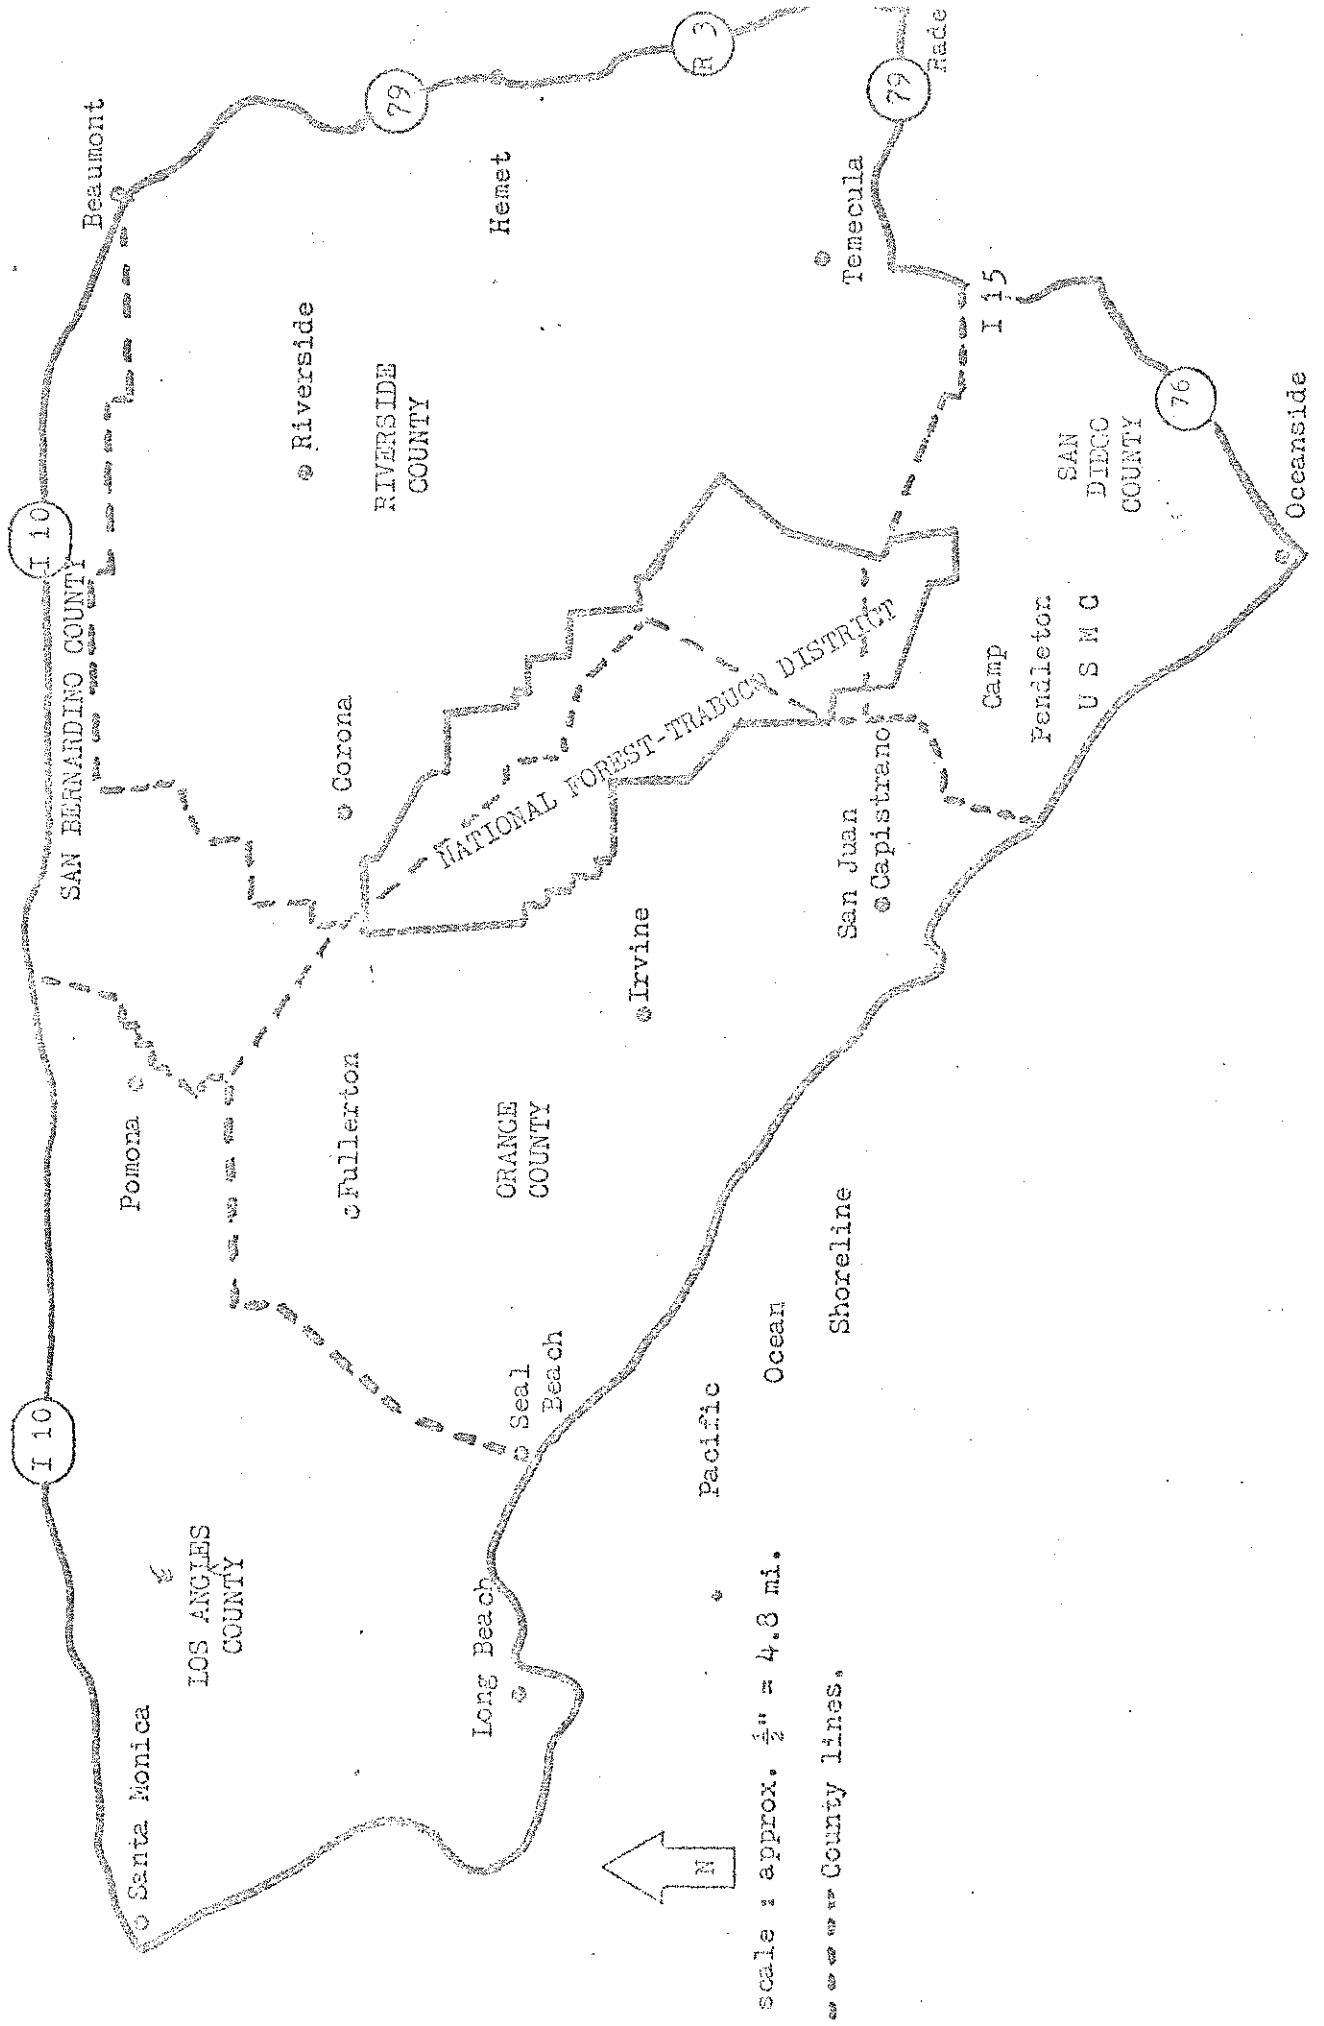 I 10
I 10
SAN BERNARDINO COUNTY
Beaumont
Santa Monica
Pomona
LOS ANGLES
COUNTY
Riverside
79
Fullerton
Corona
RIVERSIDE
COUNTY
Long Beach
Seal
Beach
ORANGE
COUNTY
Hemet
Irvine
NATIONAL FOREST-TRABUCO DISTRICT
R 3
N
Pacific
Ocean
Shoreline
San Juan
Capistrano
Temecula
79
Rade
scale : approx. ½" = 4.8 mi.
County lines.
Camp
Pendleton
U S M C
I 15
SAN
DIEGO
COUNTY
76
Oceanside